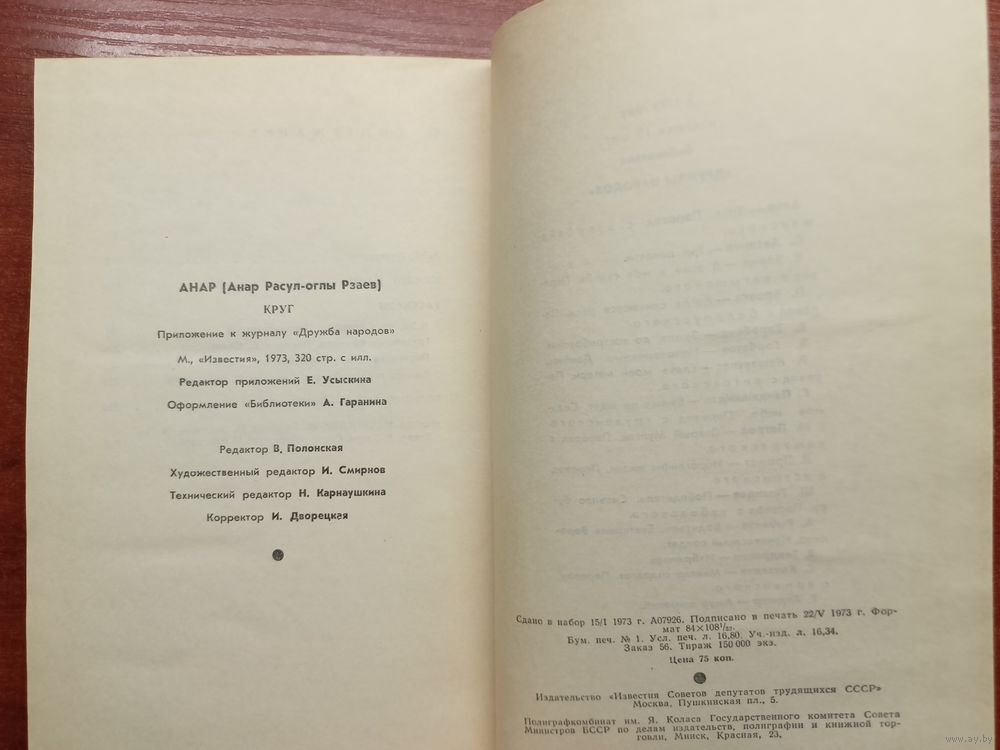 АНАР (Анар Расул-оглы Рзаев)
КРУГ
Приложение к журналу «Дружба народов»
М., «Известия», 1973, 320 стр. с илл.
Редактор приложений Е. Усыскина
Оформление «Библиотеки» А. Гаранина
Редактор В. Полонская
Художественный редактор И. Смирнов
Технический редактор Н. Карнаушкина
Корректор И. Дворецкая
Сдано в набор 15/I 1973 г. А07926. Подписано в печать 22/V 1973 г. Фор-
мат 84×108¹/₃₂.
Бум. печ. № 1. Усл. печ. л. 16,80. Уч.-изд. л. 16,34.
Заказ 56. Тираж 150 000 экз.
Цена 75 коп.
Издательство «Известия Советов депутатов трудящихся СССР»
Москва, Пушкинская пл., 5.
Полиграфкомбинат им. Я. Коласа Государственного комитета Совета
Министров БССР по делам издательств, полиграфии и книжной тор-
говли, Минск, Красная, 23.
www.ay.by